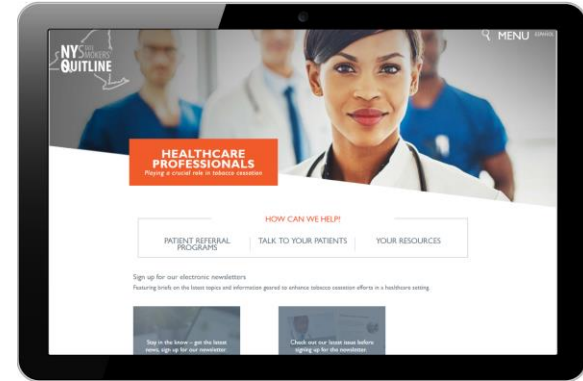 NYSTATE
SMOKERS'
QUITLINE
MENU ESPAÑOL
HEALTHCARE
PROFESSIONALS
Playing a crucial role in tobacco cessation
HOW CAN WE HELP?
PATIENT REFERRAL
PROGRAMS
TALK TO YOUR PATIENTS
YOUR RESOURCES
Sign up for our electronic newsletters
Featuring briefs on the latest topics and information geared to enhance tobacco cessation efforts in a healthcare setting.
Stay in the know – get the latest
news, sign up for our newsletter.
Check out our latest issue before
signing up for the newsletter.